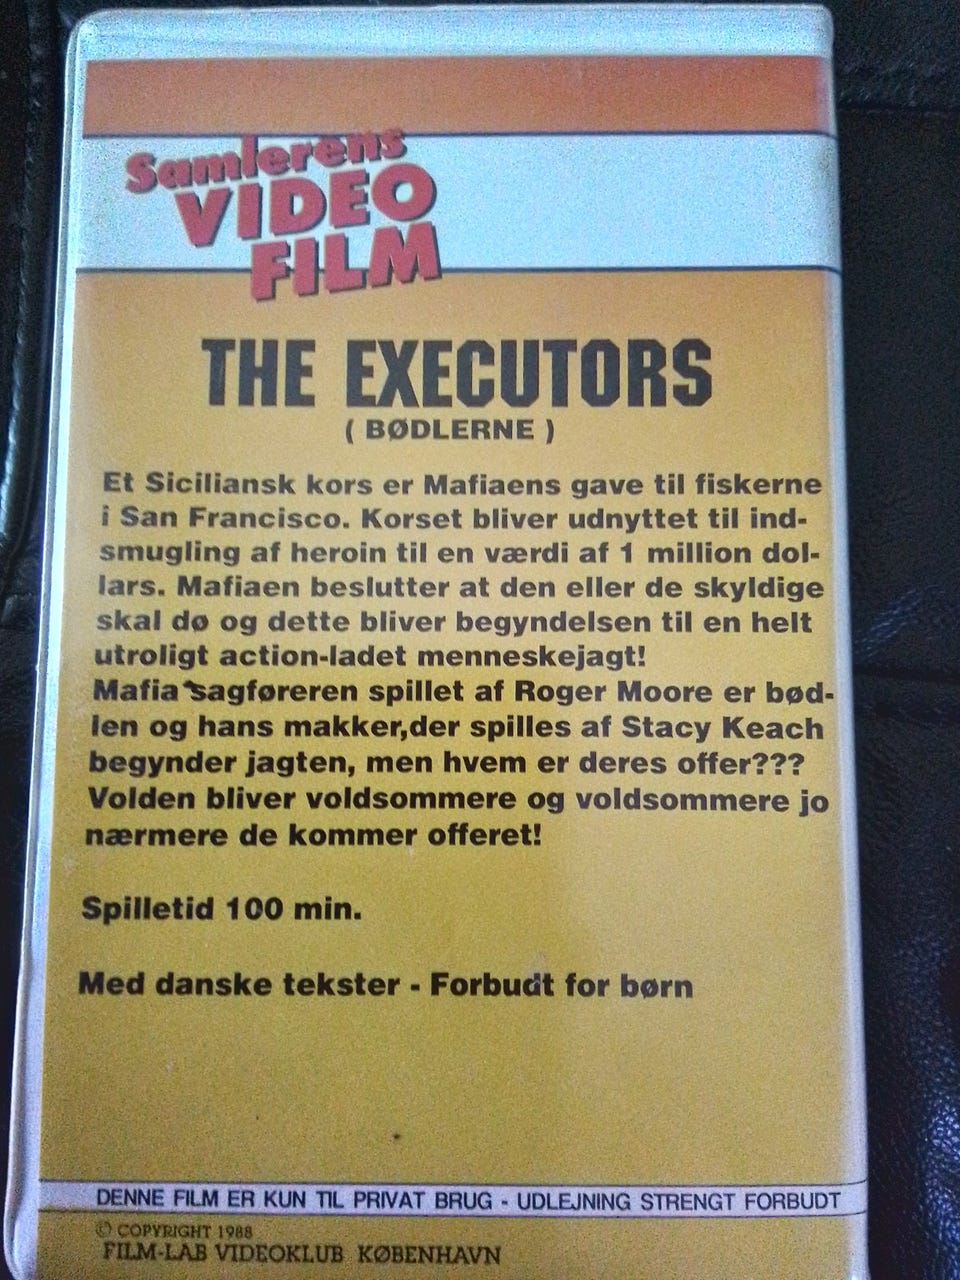 Samlerens
VIDEO
FILM
THE EXECUTORS
( BØDLERNE )
Et Siciliansk kors er Mafiaens gave til fiskerne
i San Francisco. Korset bliver udnyttet til ind-
smugling af heroin til en værdi af 1 million dol-
lars. Mafiaen beslutter at den eller de skyldige
skal dø og dette bliver begyndelsen til en helt
utroligt action-ladet menneskejagt!
Mafia sagføreren spillet af Roger Moore er bød-
len og hans makker,der spilles af Stacy Keach
begynder jagten, men hvem er deres offer???
Volden bliver voldsommere og voldsommere jo
nærmere de kommer offeret!
Spilletid 100 min.
Med danske tekster - Forbudt for børn
DENNE FILM ER KUN TIL PRIVAT BRUG - UDLEJNING STRENGT FORBUDT
© COPYRIGHT 1988
FILM-LAB VIDEOKLUB KØBENHAVN